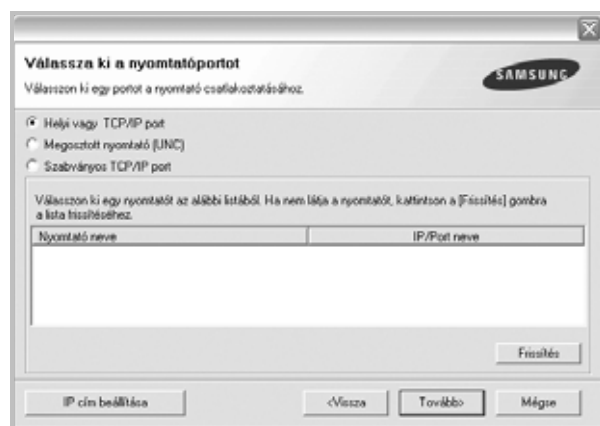 Válassza ki a nyomtatóportot
Válasszon ki egy portot a nyomtató csatlakoztatásához.
SAMSUNG
Helyi vagy TCP/IP port
Megosztott nyomtató (UNC)
Szabványos TCP/IP port
Válasszon ki egy nyomtatót az alábbi listából. Ha nem látja a nyomtatót, kattintson a [Frissítés] gombra
a lista frissítéséhez.
Nyomtató neve IP/Port neve
Frissítés
IP cím beállítása <Vissza Tovább> Mégse